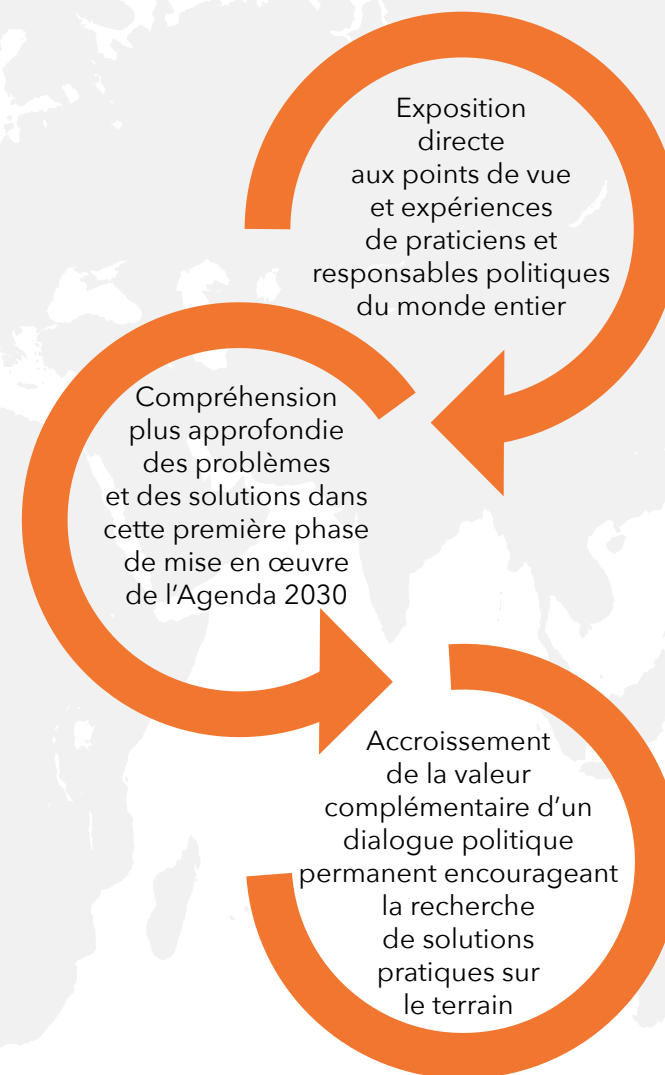 Exposition
directe
aux points de vue
et expériences
de praticiens et
responsables politiques
du monde entier
Compréhension
plus approfondie
des problèmes
et des solutions dans
cette première phase
de mise en œuvre
de l’Agenda 2030
Accroissement
de la valeur
complémentaire d’un
dialogue politique
permanent encourageant
la recherche
de solutions
pratiques sur
le terrain